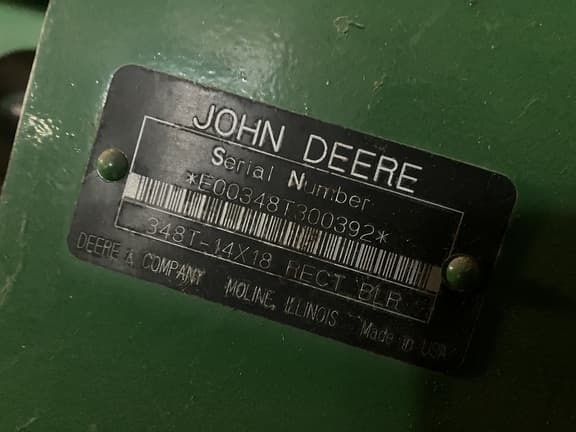 JOHN DEERE
Serial Number
*E00348T300392*
348T-14X18 RECT BLR
DEERE & COMPANY MOLINE, ILLINOIS Made in USA